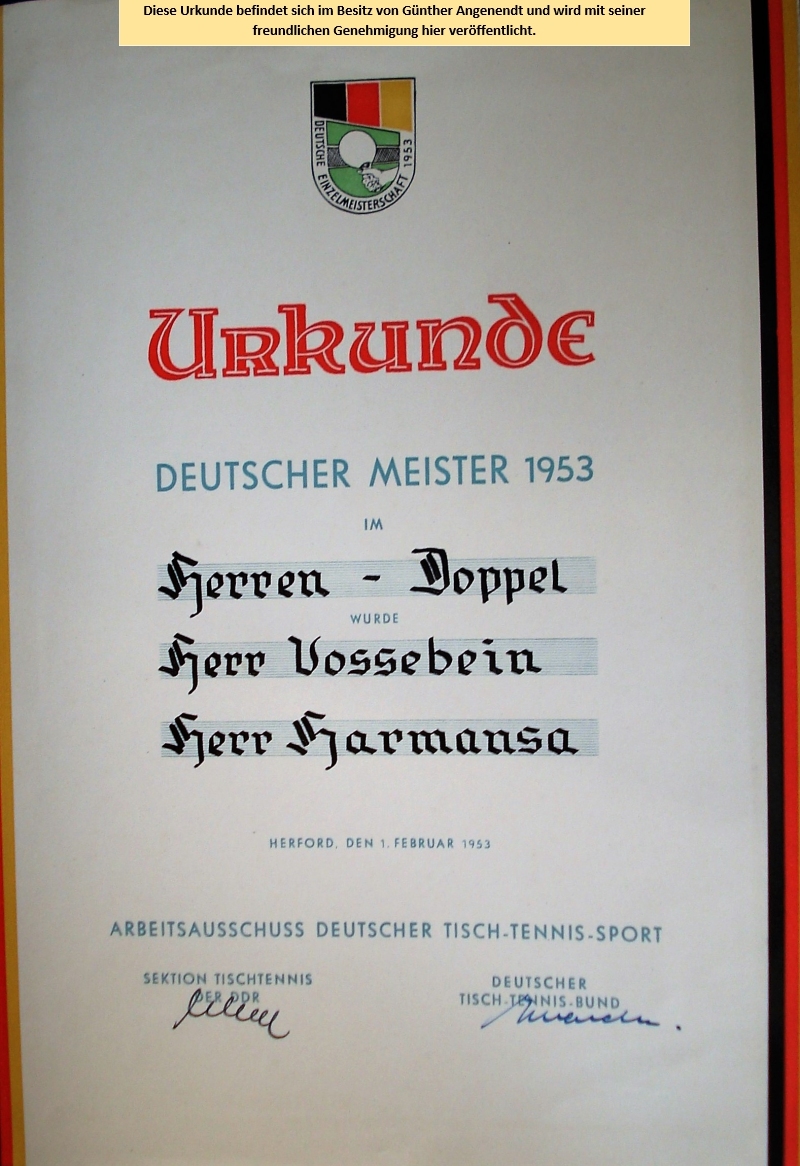 Diese Urkunde befindet sich im Besitz von Günther Angenendt und wird mit seiner
freundlichen Genehmigung hier veröffentlicht.
DEUTSCHE EINZELMEISTERSCHAFT 1953
Urkunde
DEUTSCHER MEISTER 1953
IM
Herren - Doppel
WURDE
Herr Vossebein
Herr Harmansa
HERFORD, DEN 1. FEBRUAR 1953
ARBEITSAUSSCHUSS DEUTSCHER TISCH-TENNIS-SPORT
SEKTION TISCHTENNIS
DER DDR
DEUTSCHER
TISCH-TENNIS-BUND